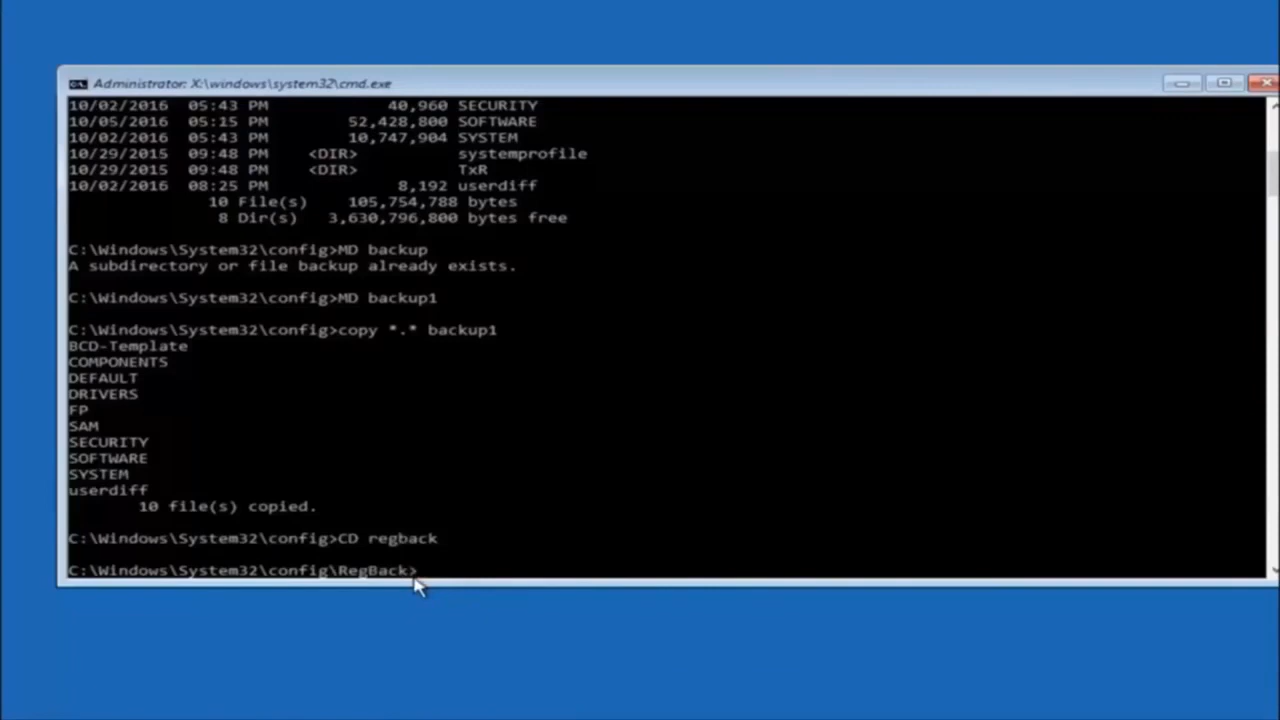 Administrator: X:\windows\system32\cmd.exe
10/02/2016 05:43 PM 40,960 SECURITY
10/05/2016 05:15 PM 52,428,800 SOFTWARE
10/02/2016 05:43 PM 10,747,904 SYSTEM
10/29/2015 09:48 PM <DIR> systemprofile
10/29/2015 09:48 PM <DIR> TxR
10/02/2016 08:25 PM 8,192 userdiff
10 File(s) 105,754,788 bytes
8 Dir(s) 3,630,796,800 bytes free
C:\Windows\System32\config>MD backup
A subdirectory or file backup already exists.
C:\Windows\System32\config>MD backup1
C:\Windows\System32\config>copy *.* backup1
BCD-Template
COMPONENTS
DEFAULT
DRIVERS
FP
SAM
SECURITY
SOFTWARE
SYSTEM
userdiff
10 file(s) copied.
C:\Windows\System32\config>CD regback
C:\Windows\System32\config\RegBack>